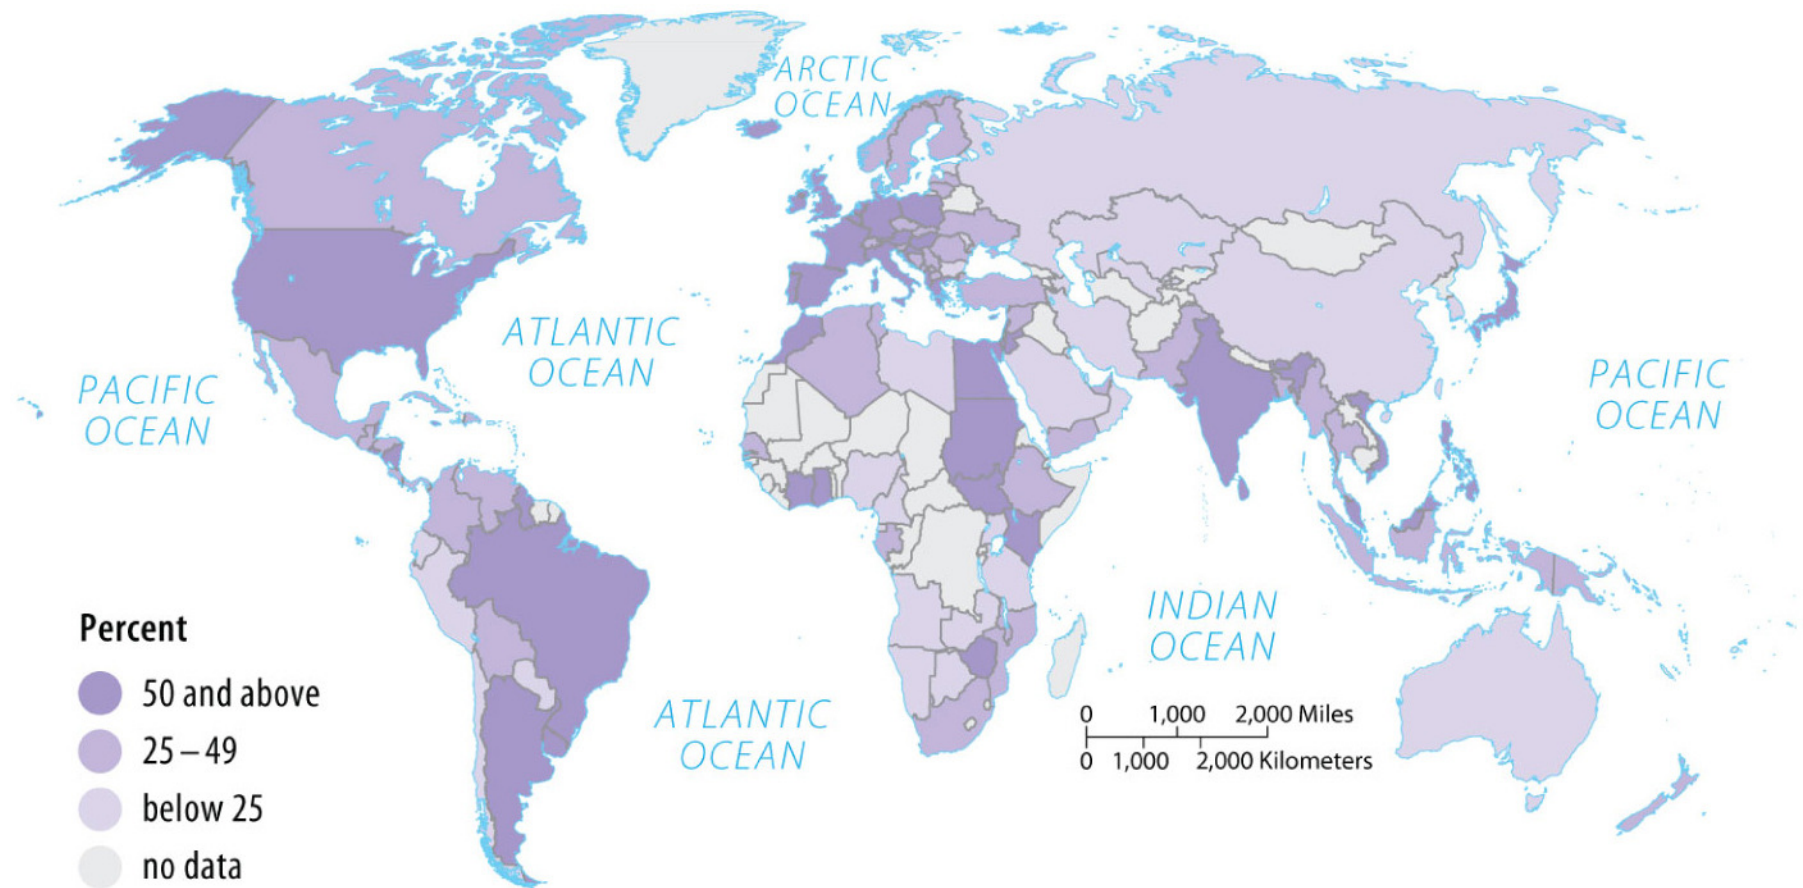 ARCTIC
OCEAN
ATLANTIC
OCEAN
PACIFIC
OCEAN
PACIFIC
OCEAN
INDIAN
OCEAN
ATLANTIC
OCEAN
Percent
50 and above
25 – 49
below 25
no data
0 1,000 2,000 Miles
0 1,000 2,000 Kilometers